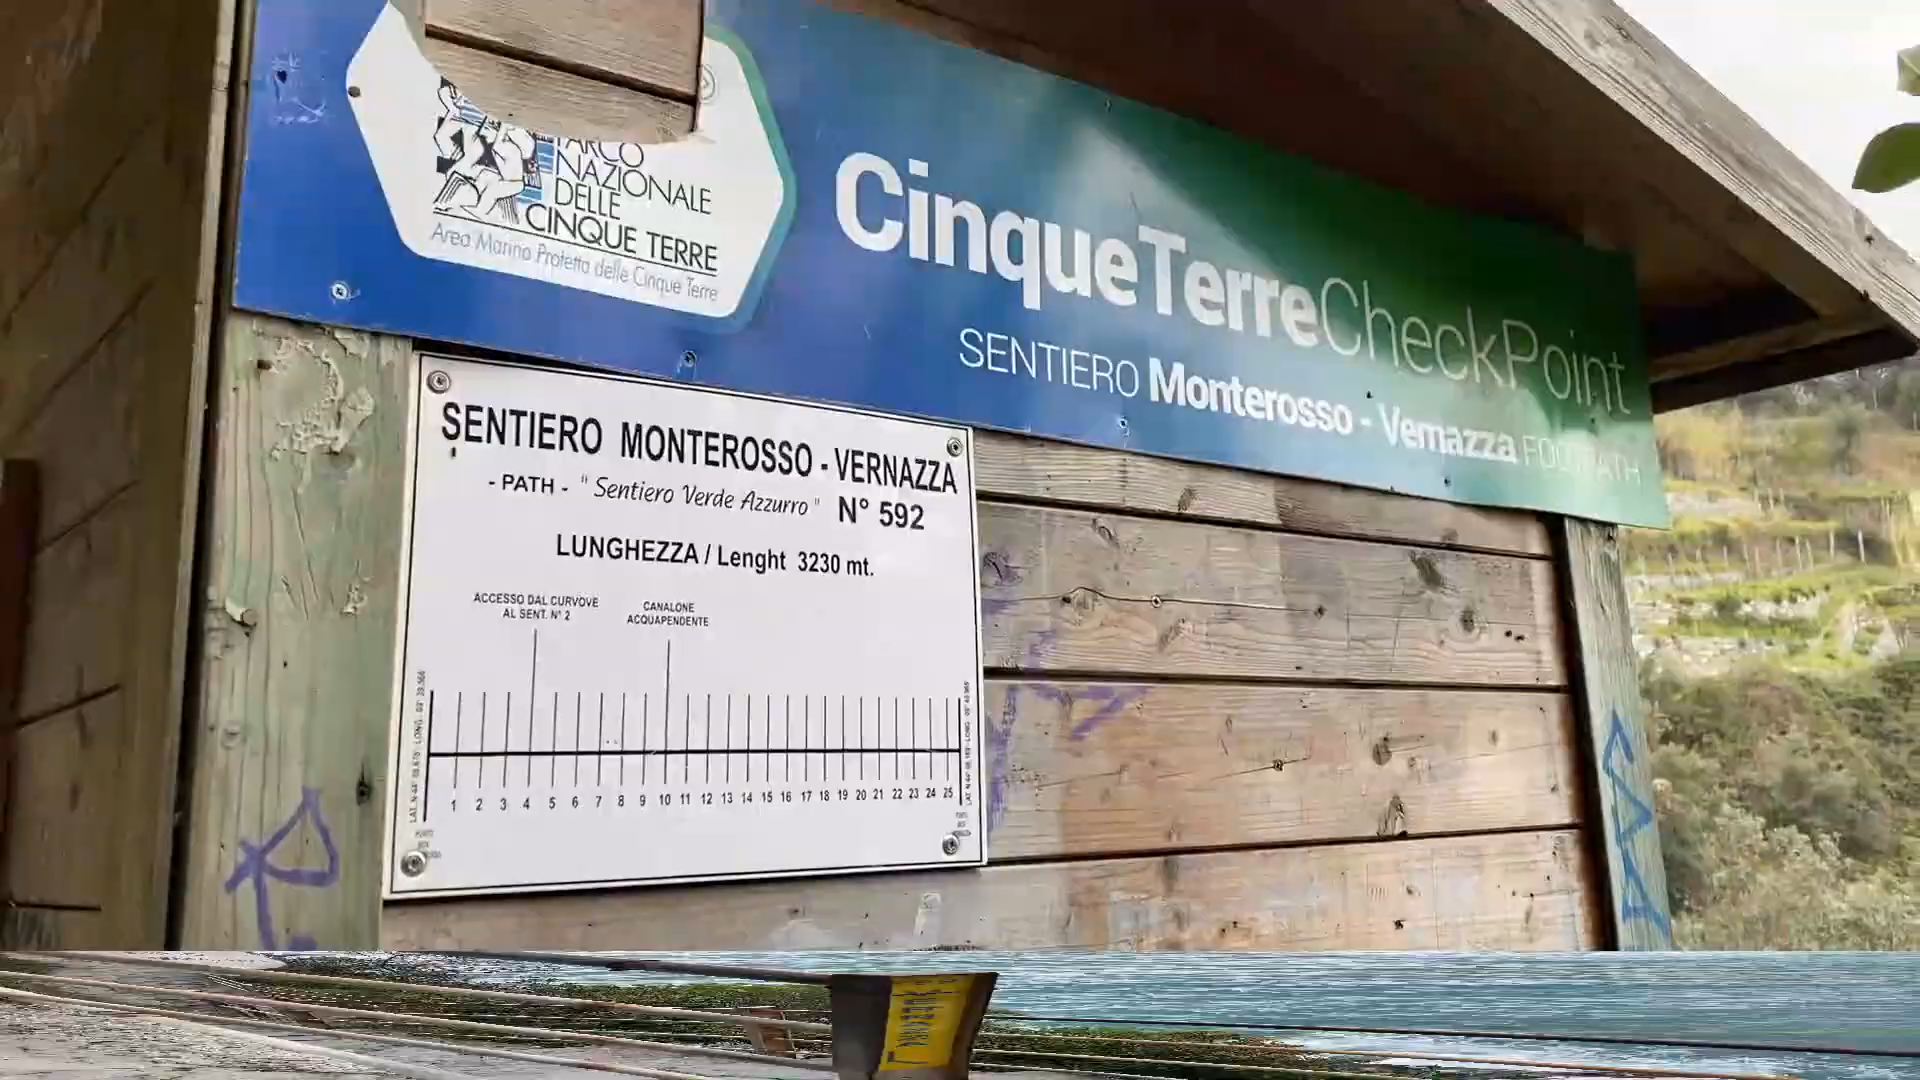 PARCO
NAZIONALE
DELLE
CINQUE TERRE
Area Marina Protetta delle Cinque Terre
CinqueTerreCheckPoint
SENTIERO Monterosso - Vernazza FOOTPATH
SENTIERO MONTEROSSO - VERNAZZA
- PATH - " Sentiero Verde Azzurro " N° 592
LUNGHEZZA / Lenght 3230 mt.
ACCESSO DAL CURVOVE
AL SENT. N° 2
CANALONE
ACQUAPENDENTE
1 2 3 4 5 6 7 8 9 10 11 12 13 14 15 16 17 18 19 20 21 22 23 24 25